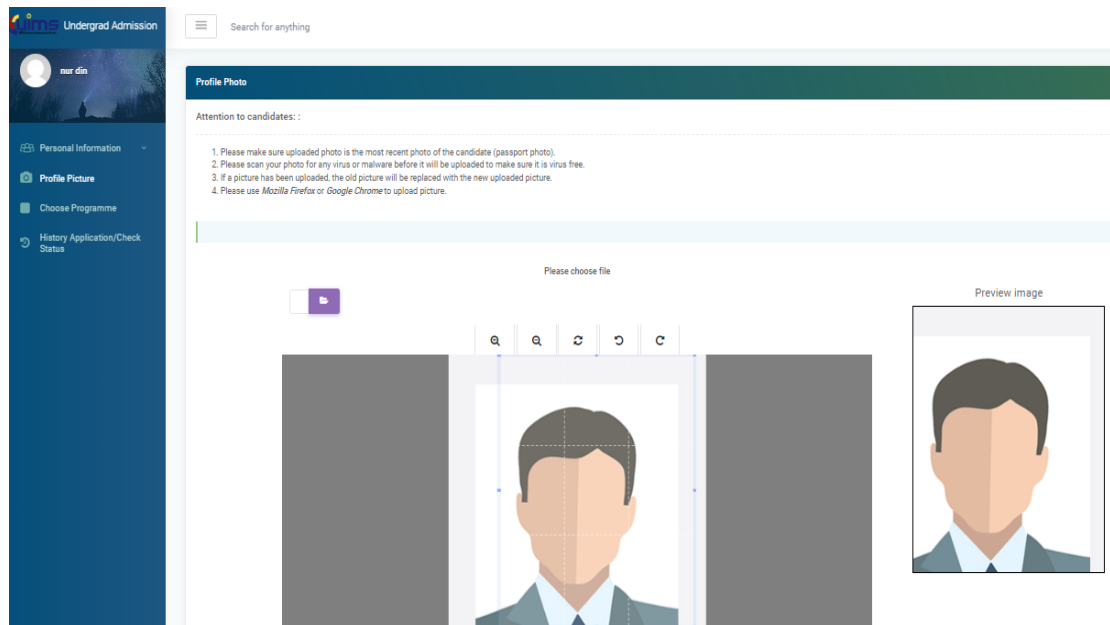 uims Undergrad Admission
Search for anything
nur din
Personal Information
Profile Picture
Choose Programme
History Application/Check
Status
Profile Photo
Attention to candidates: :
1. Please make sure uploaded photo is the most recent photo of the candidate (passport photo).
2. Please scan your photo for any virus or malware before it will be uploaded to make sure it is virus free.
3. If a picture has been uploaded, the old picture will be replaced with the new uploaded picture.
4. Please use Mozilla Firefox or Google Chrome to upload picture.
Please choose file
Preview image